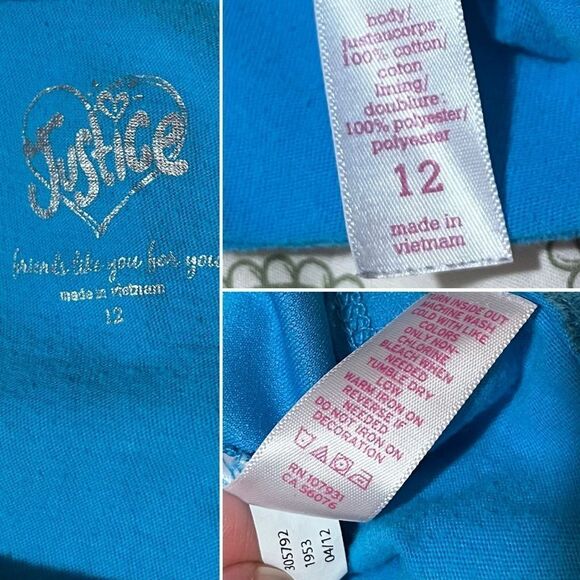 Justice
friends like you for you
made in vietnam
12
body/
justaucorps:
100% cotton/
coton
lining/
doublure:
100% polyester/
polyester
12
made in
vietnam
TURN INSIDE OUT
MACHINE WASH
COLD WITH LIKE
COLORS
ONLY NON-
CHLORINE
BLEACH WHEN
NEEDED
TUMBLE DRY
LOW
WARM IRON ON
REVERSE IF
NEEDED
DO NOT IRON ON
DECORATION
RN 107931
CA 56076
305792
1953
04/12